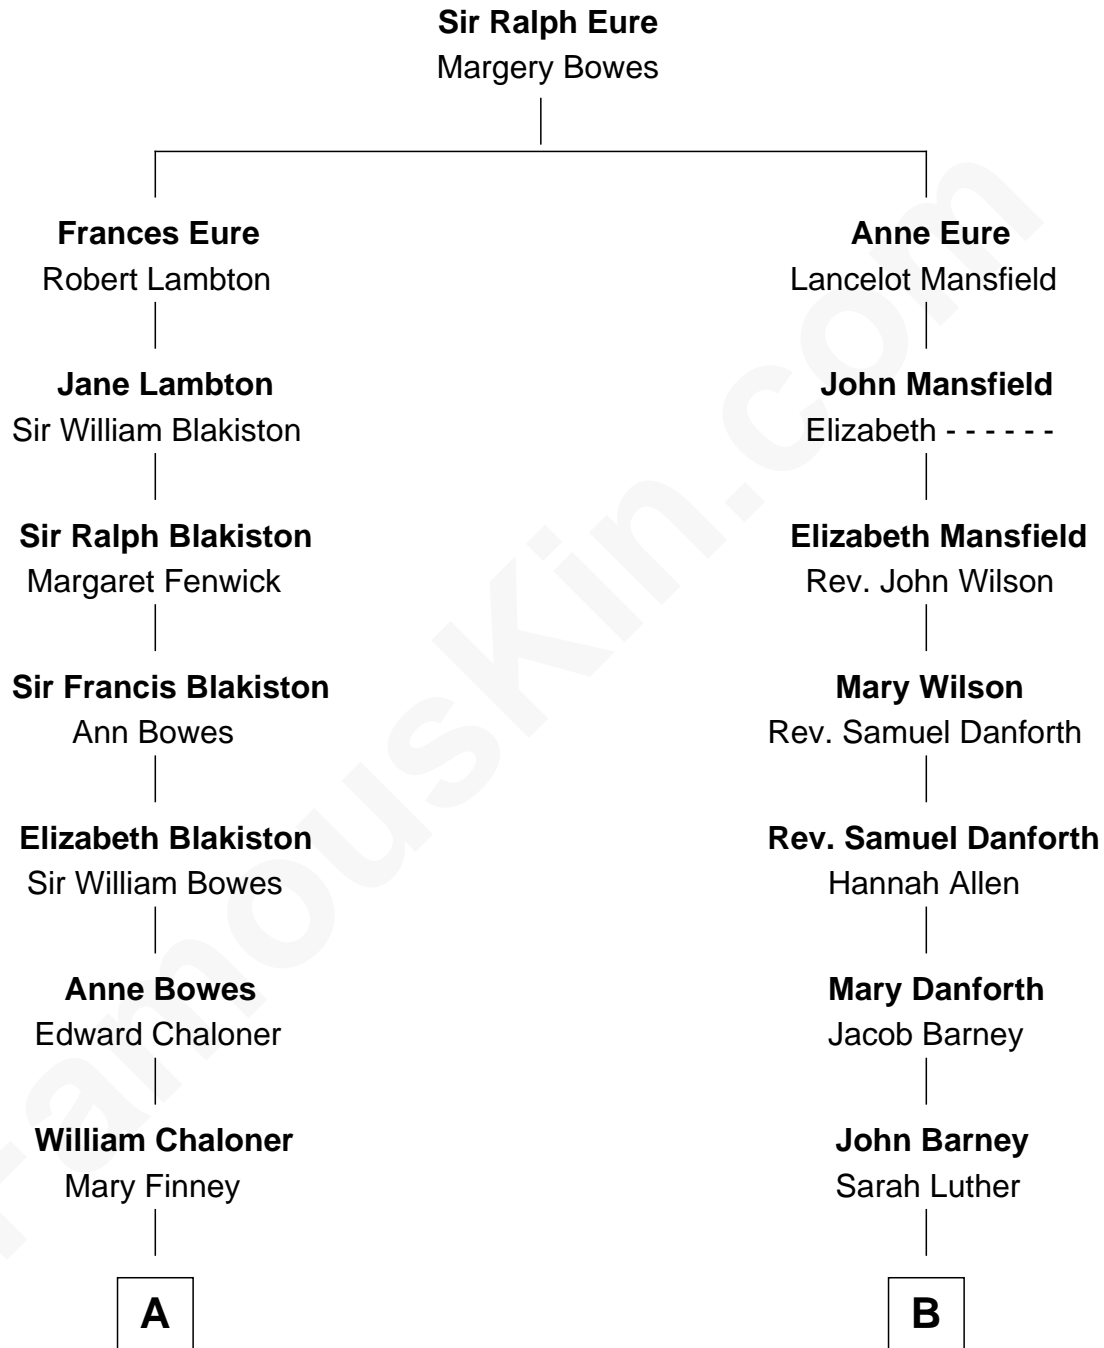 Sir Ralph Eure
Margery Bowes
Frances Eure
Robert Lambton
Anne Eure
Lancelot Mansfield
Jane Lambton
Sir William Blakiston
John Mansfield
Elizabeth - - - - - -
Sir Ralph Blakiston
Margaret Fenwick
Elizabeth Mansfield
Rev. John Wilson
Sir Francis Blakiston
Ann Bowes
Mary Wilson
Rev. Samuel Danforth
Elizabeth Blakiston
Sir William Bowes
Rev. Samuel Danforth
Hannah Allen
Anne Bowes
Edward Chaloner
Mary Danforth
Jacob Barney
William Chaloner
Mary Finney
John Barney
Sarah Luther
A
B
FamousKin.com